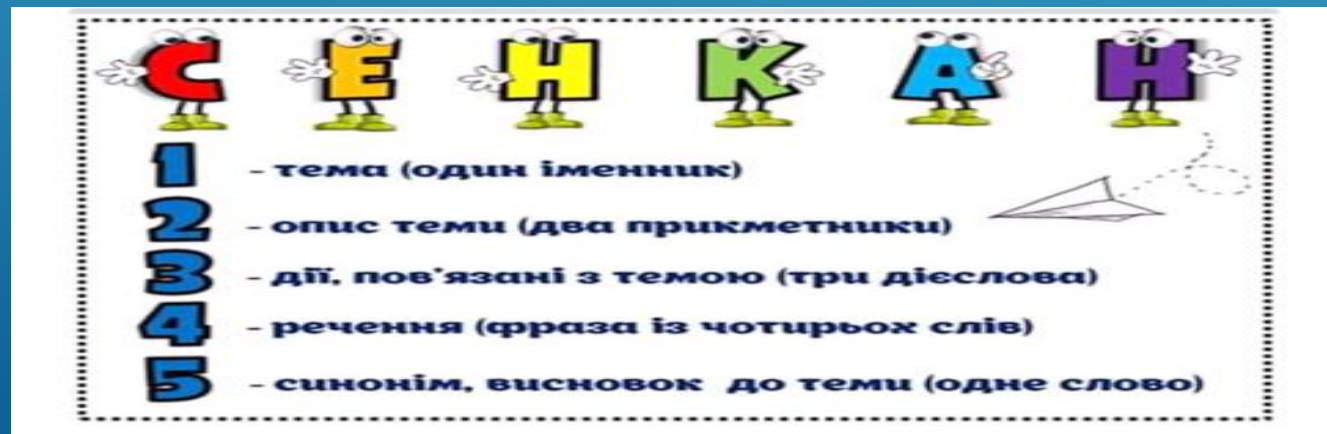 СЕНКАН
1 - тема (один іменник)
2 - опис теми (два прикметники)
3 - дії, пов'язані з темою (три дієслова)
4 - речення (фраза із чотирьох слів)
5 - синонім, висновок до теми (одне слово)